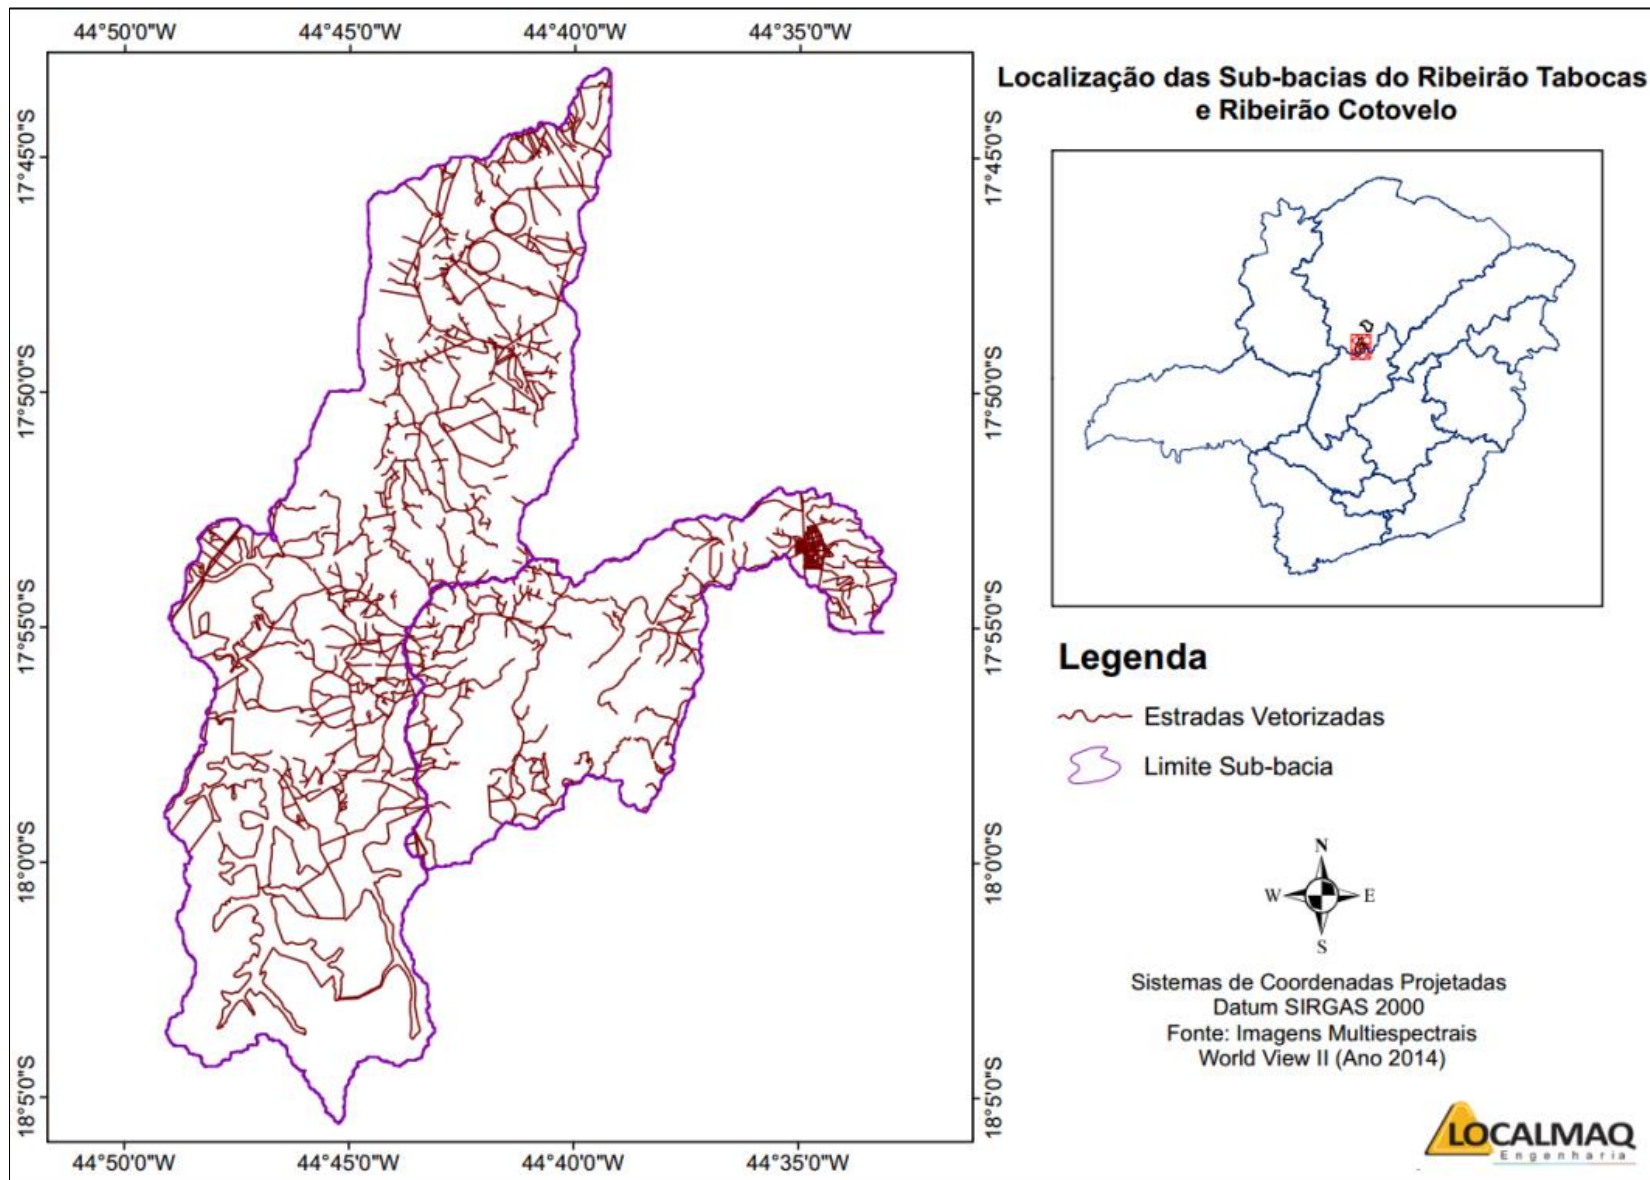 44°50'0"W
44°45'0"W
44°40'0"W
44°35'0"W
17°45'0"S
17°50'0"S
17°55'0"S
18°0'0"S
18°5'0"S
17°45'0"S
17°50'0"S
17°55'0"S
18°0'0"S
18°5'0"S
44°50'0"W
44°45'0"W
44°40'0"W
44°35'0"W
Localização das Sub-bacias do Ribeirão Tabocas
e Ribeirão Cotovelo
Legenda
Estradas Vetorizadas
Limite Sub-bacia
N
W
E
S
Sistemas de Coordenadas Projetadas
Datum SIRGAS 2000
Fonte: Imagens Multiespectrais
World View II (Ano 2014)
LOCALMAQ
Engenharia